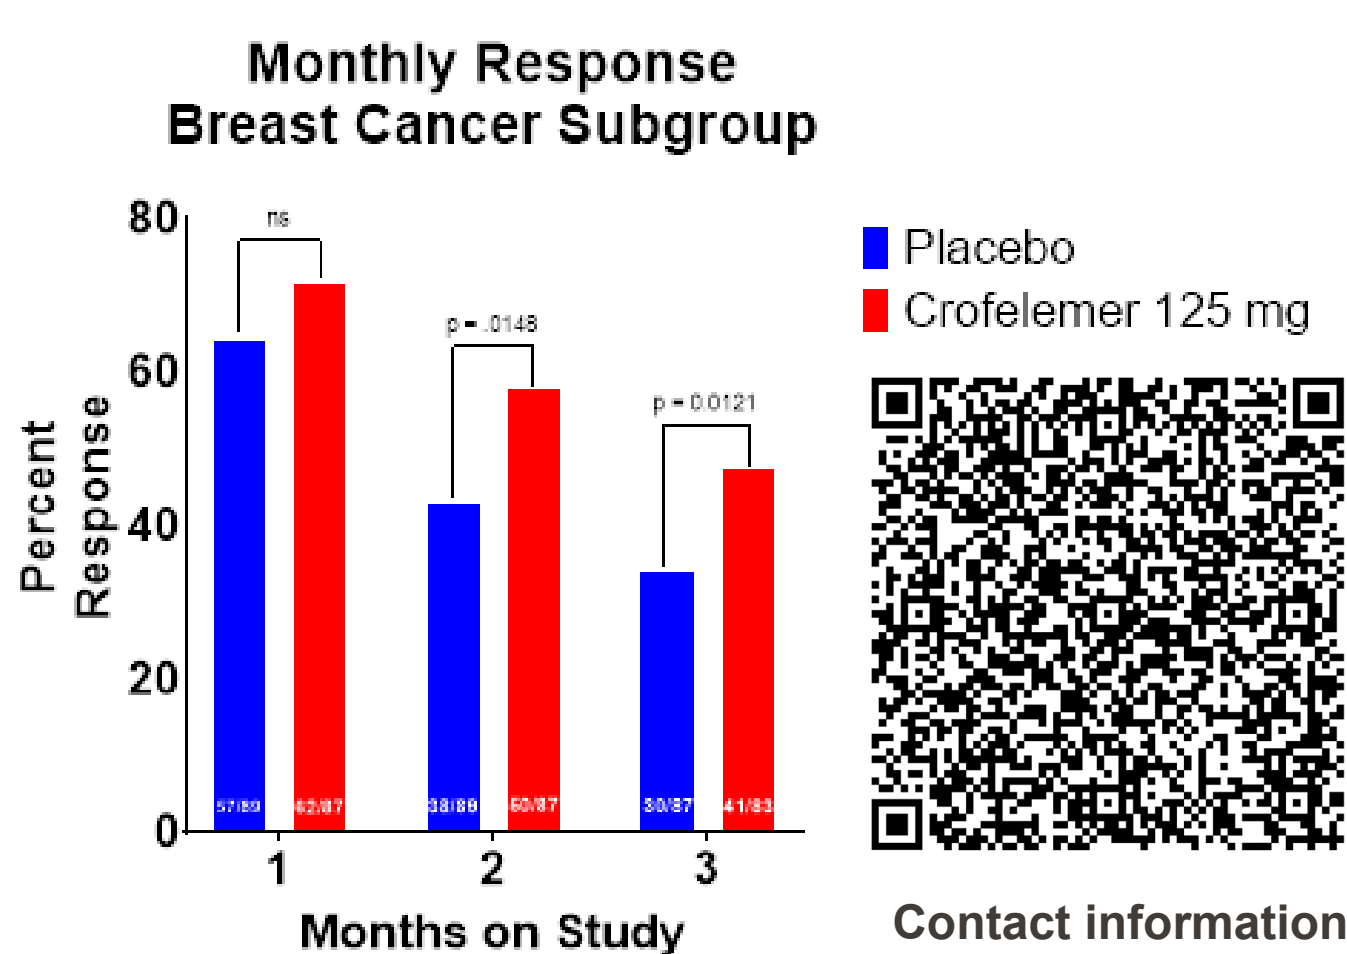 Monthly Response
Breast Cancer Subgroup
80
60
40
20
0
Percent
Response
ns
p = .0148
p = 0.0121
57/89
62/87
38/89
50/87
30/87
41/83
1
2
3
Months on Study
Placebo
Crofelemer 125 mg
Contact information